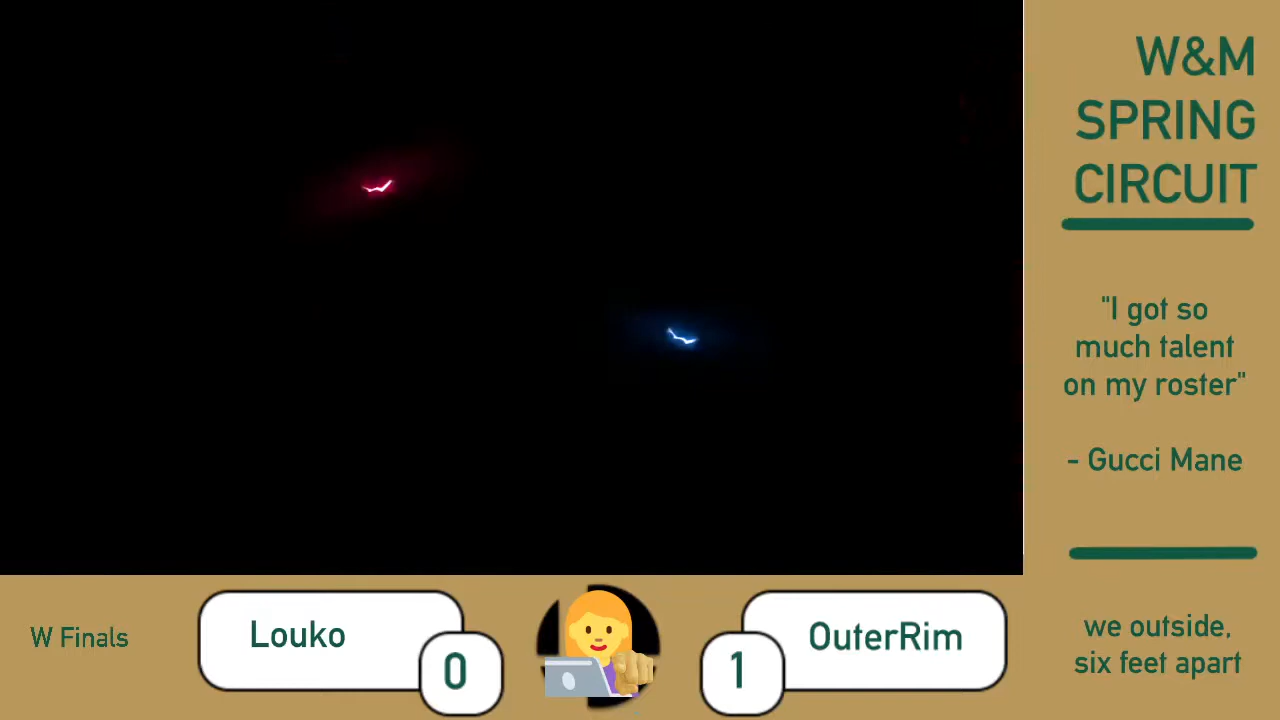 W&M
SPRING
CIRCUIT
"I got so
much talent
on my roster"
- Gucci Mane
we outside,
six feet apart
W Finals
Louko
0
1
OuterRim